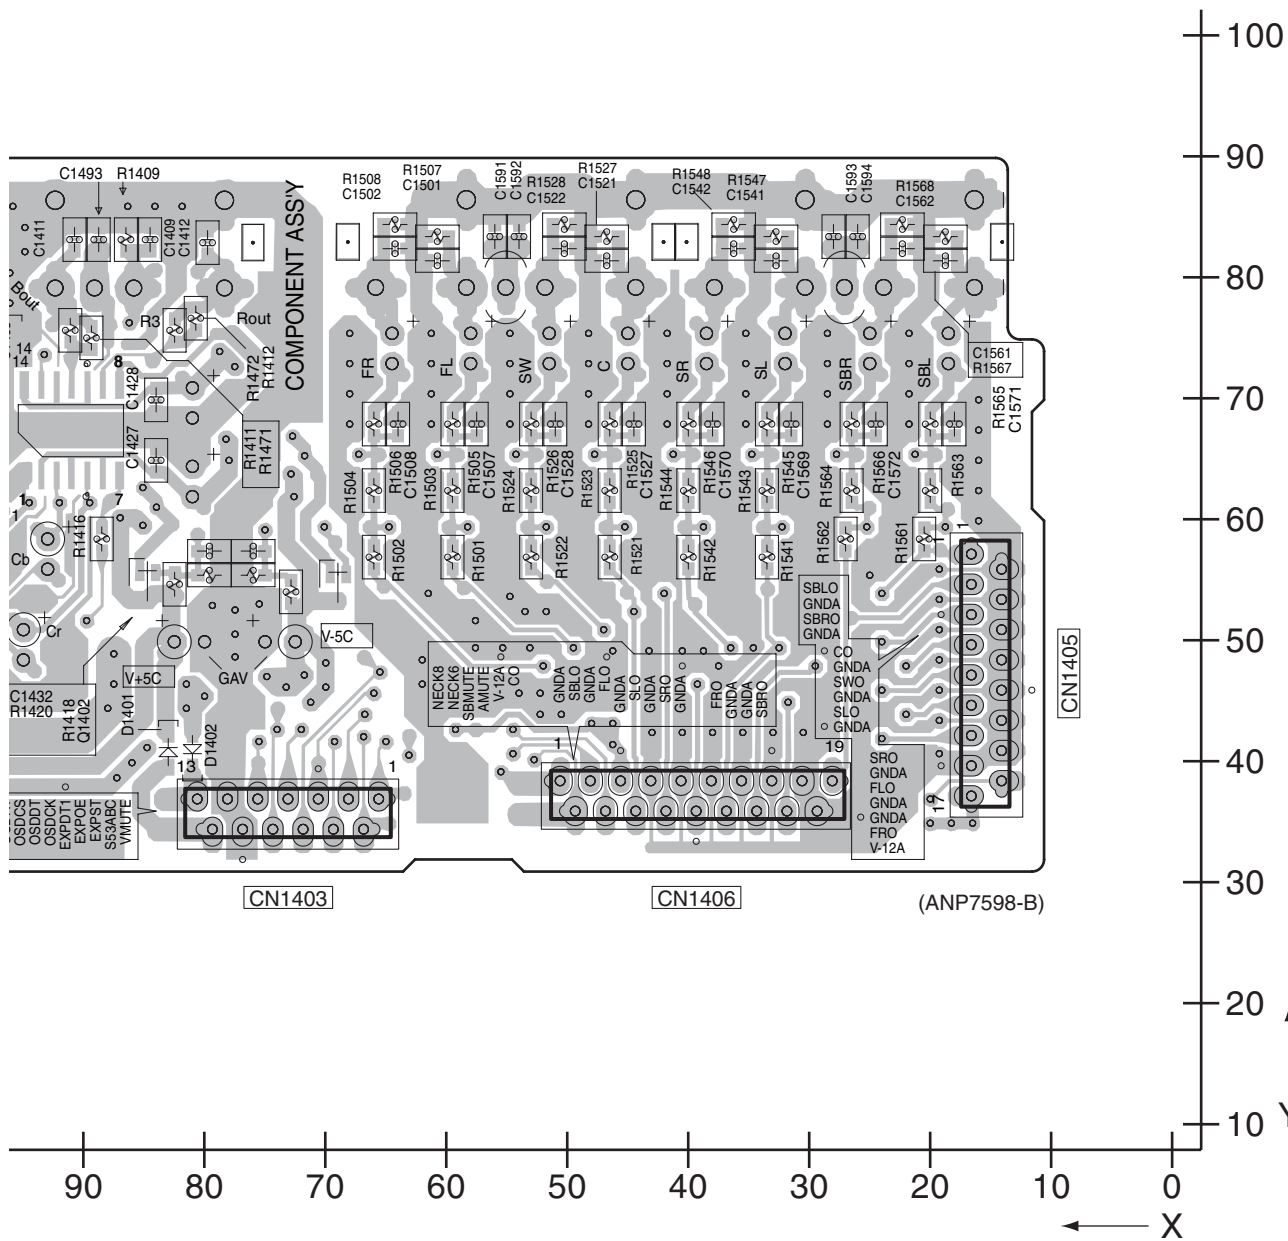 100
90
80
70
60
50
40
30
20
10
Y
C1493
R1409
R1508
C1502
R1507
C1501
C1591
C1592
R1528
C1522
R1527
C1521
R1548
C1542
R1547
C1541
C1593
C1594
R1568
C1562
C1411
C1409
C1412
COMPONENT ASS'Y
Bout
R3
Rout
14
14
8
R1472
R1412
FR
FL
SW
C
SR
SL
SBR
SBL
C1561
R1567
C1428
C1427
R1411
R1471
R1565
C1571
R1504
R1506
C1508
R1503
R1505
C1507
R1524
R1526
C1528
R1523
R1525
C1527
R1544
R1546
C1570
R1543
R1545
C1569
R1564
R1566
C1572
R1563
1
1
7
R1416
Cb
Cr
R1502
R1501
R1522
R1521
R1542
R1541
R1562
R1561
1
SBLO
GNDA
SBRO
GNDA
CO
GNDA
SWO
GNDA
SLO
GNDA
SRO
GNDA
FLO
GNDA
GNDA
FRO
V-12A
CN1405
17
V-5C
V+5C
GAV
C1432
R1420
R1418
Q1402
D1401
D1402
NECK8
NECK6
SBMUTE
AMUTE
V-12A
CO
GNDA
SBLO
GNDA
FLO
GNDA
SLO
GNDA
SRO
GNDA
FRO
GNDA
GNDA
SBRO
1
19
13
1
OSDCS
OSDDT
OSDCK
EXPDT1
EXPOE
EXPST
S53ABC
VMUTE
CN1403
CN1406
(ANP7598-B)
90
80
70
60
50
40
30
20
10
0
X